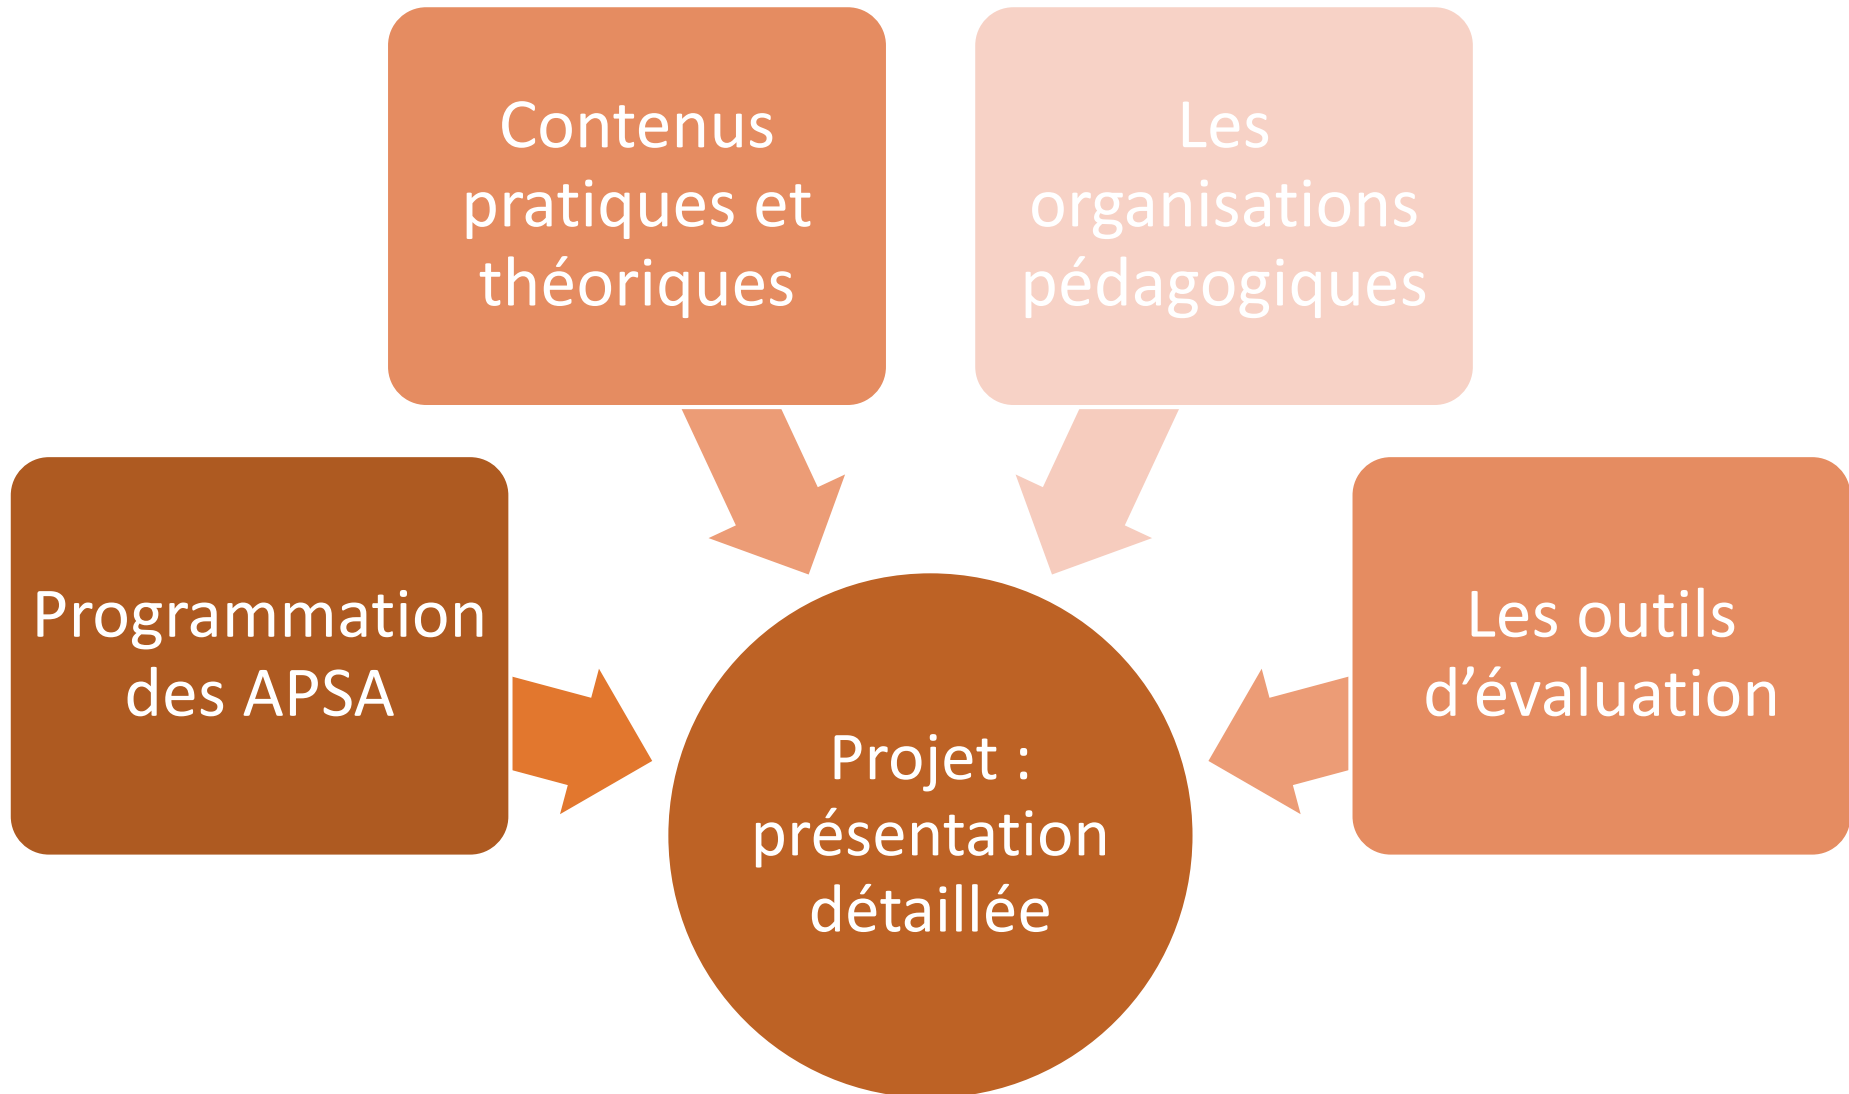 Contenus
pratiques et
théoriques
Les
organisations
pédagogiques
Programmation
des APSA
Les outils
d’évaluation
Projet :
présentation
détaillée